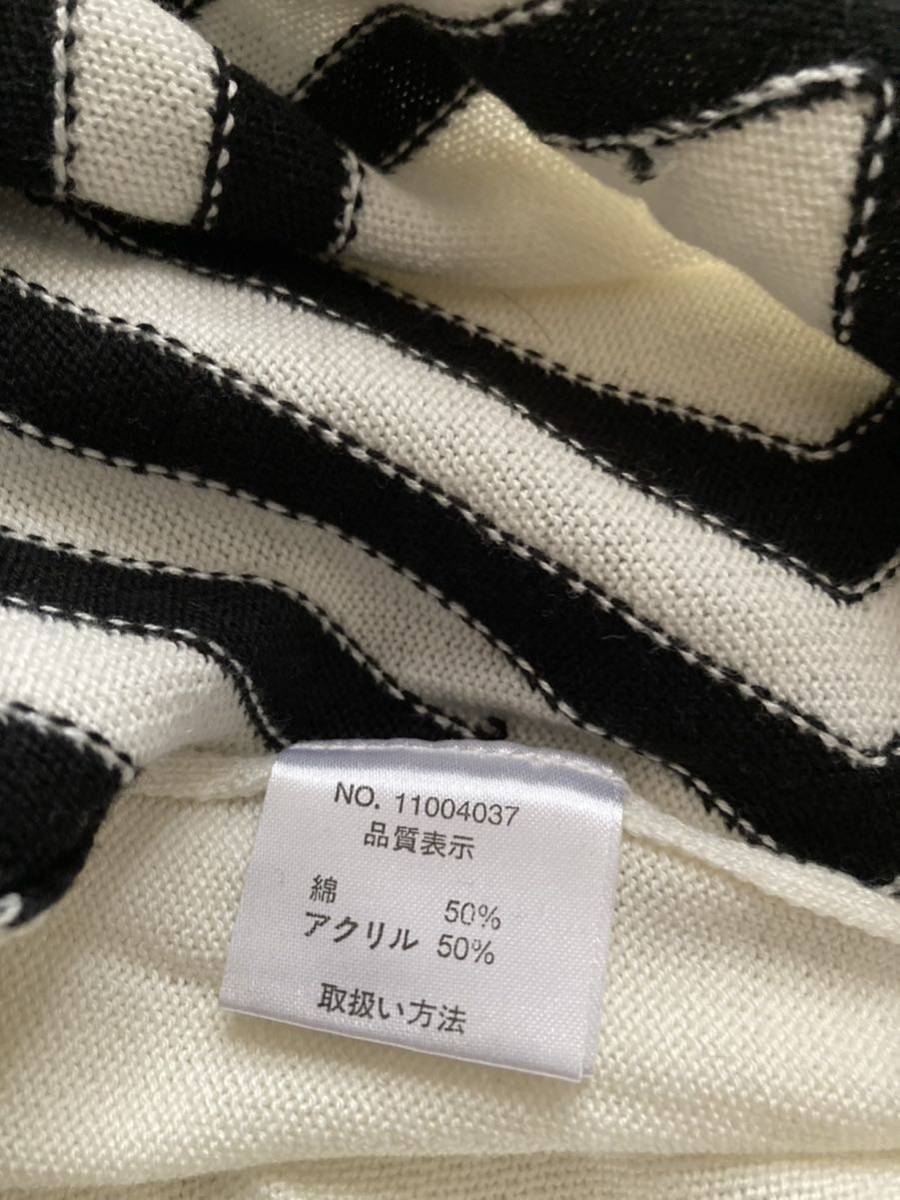 NO. 11004037
品質表示
綿 50%
アクリル 50%
取扱い方法